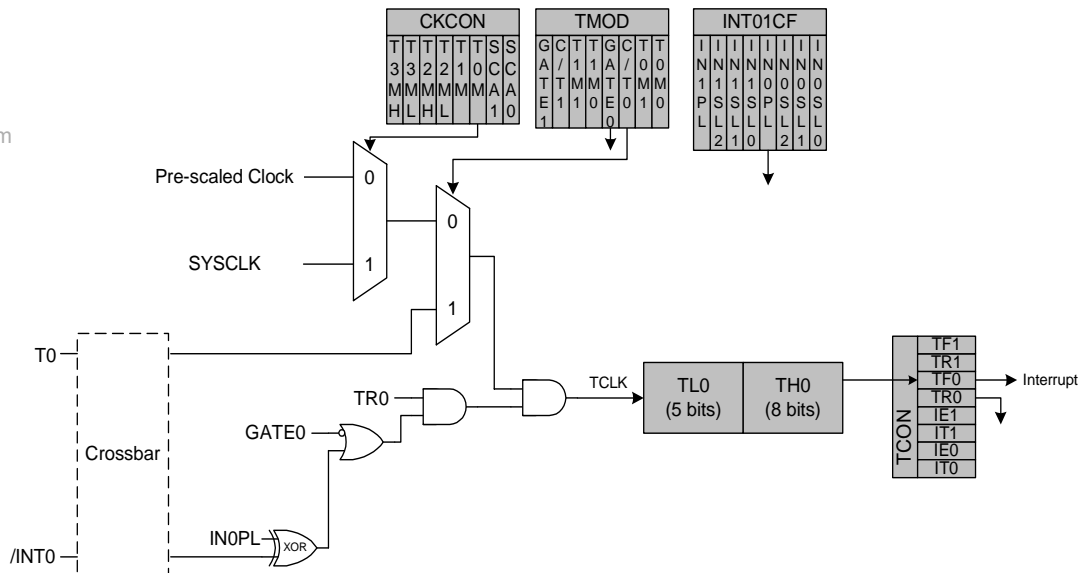 CKCON
T3MH
T3ML
T2MH
T2ML
T1M
T0M
SCA1
SCA0
TMOD
GATE1
C/T1
T1M1
T1M0
GATE0
C/T0
T0M1
T0M0
INT01CF
IN1PL
IN1SL2
IN1SL1
IN1SL0
IN0PL
IN0SL2
IN0SL1
IN0SL0
m
Pre-scaled Clock
0
SYSCLK
1
0
1
T0
Crossbar
/INT0
TR0
GATE0
IN0PL
XOR
TCLK
TL0
(5 bits)
TH0
(8 bits)
TCON
TF1
TR1
TF0
TR0
IE1
IT1
IE0
IT0
Interrupt